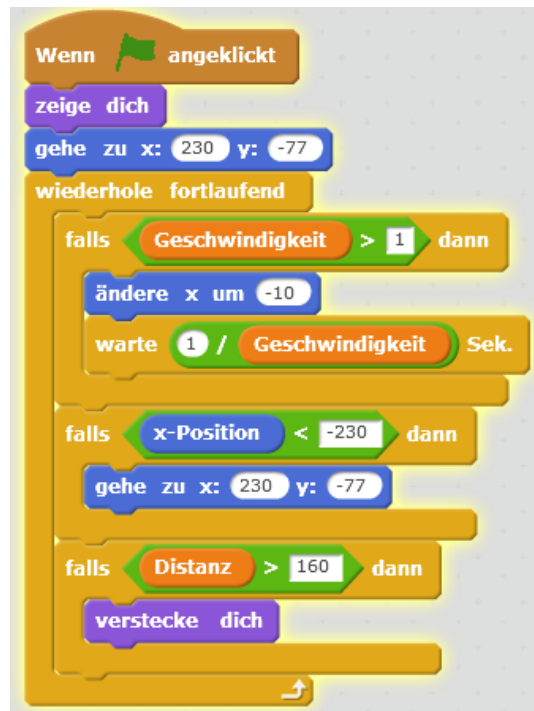 Wenn angeklickt
zeige dich
gehe zu x: 230 y: -77
wiederhole fortlaufend
falls Geschwindigkeit > 1 dann
ändere x um -10
warte 1 / Geschwindigkeit Sek.
falls x-Position < -230 dann
gehe zu x: 230 y: -77
falls Distanz > 160 dann
verstecke dich